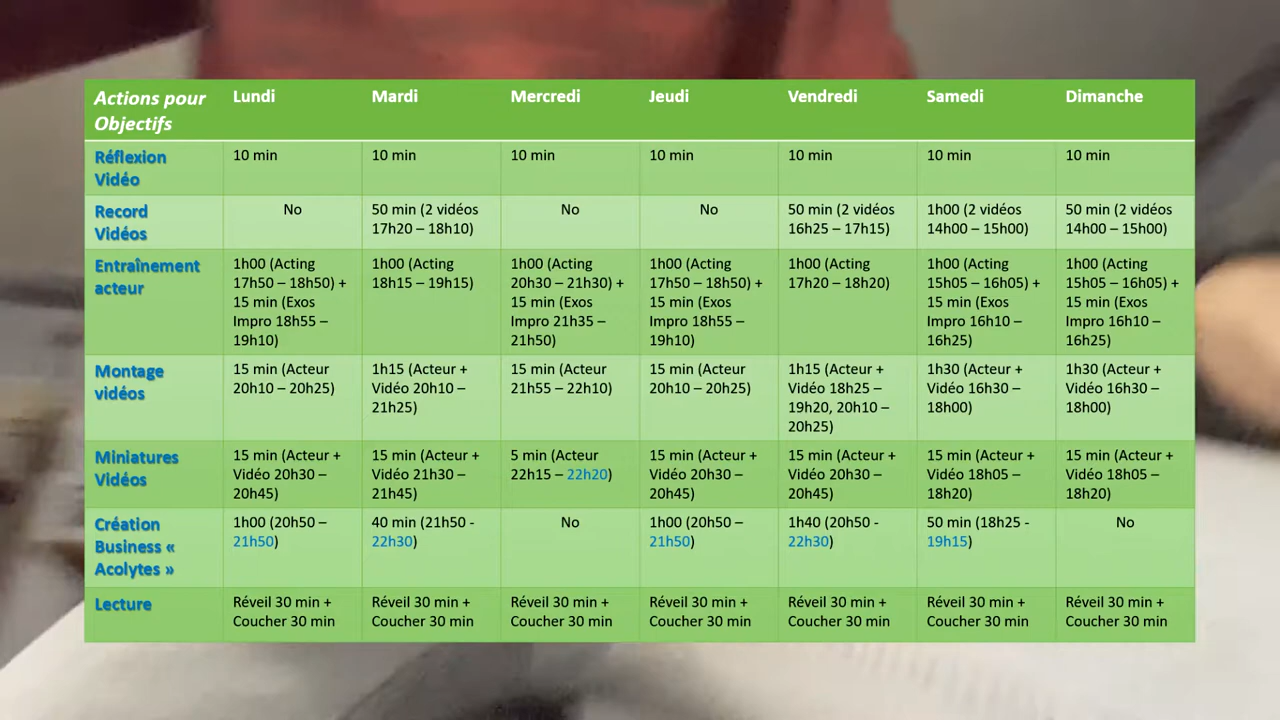 Actions pour
Objectifs
Lundi
Mardi
Mercredi
Jeudi
Vendredi
Samedi
Dimanche
Réflexion
Vidéo
10 min
10 min
10 min
10 min
10 min
10 min
10 min
Record
Vidéos
No
50 min (2 vidéos
17h20 – 18h10)
No
No
50 min (2 vidéos
16h25 – 17h15)
1h00 (2 vidéos
14h00 – 15h00)
50 min (2 vidéos
14h00 – 15h00)
Entraînement
acteur
1h00 (Acting
17h50 – 18h50) +
15 min (Exos
Impro 18h55 –
19h10)
1h00 (Acting
18h15 – 19h15)
1h00 (Acting
20h30 – 21h30) +
15 min (Exos
Impro 21h35 –
21h50)
1h00 (Acting
17h50 – 18h50) +
15 min (Exos
Impro 18h55 –
19h10)
1h00 (Acting
17h20 – 18h20)
1h00 (Acting
15h05 – 16h05) +
15 min (Exos
Impro 16h10 –
16h25)
1h00 (Acting
15h05 – 16h05) +
15 min (Exos
Impro 16h10 –
16h25)
Montage
vidéos
15 min (Acteur
20h10 – 20h25)
1h15 (Acteur +
Vidéo 20h10 –
21h25)
15 min (Acteur
21h55 – 22h10)
15 min (Acteur
20h10 – 20h25)
1h15 (Acteur +
Vidéo 18h25 –
19h20, 20h10 –
20h25)
1h30 (Acteur +
Vidéo 16h30 –
18h00)
1h30 (Acteur +
Vidéo 16h30 –
18h00)
Miniatures
Vidéos
15 min (Acteur +
Vidéo 20h30 –
20h45)
15 min (Acteur +
Vidéo 21h30 –
21h45)
5 min (Acteur
22h15 – 22h20)
15 min (Acteur +
Vidéo 20h30 –
20h45)
15 min (Acteur +
Vidéo 20h30 –
20h45)
15 min (Acteur +
Vidéo 18h05 –
18h20)
15 min (Acteur +
Vidéo 18h05 –
18h20)
Création
Business «
Acolytes »
1h00 (20h50 –
21h50)
40 min (21h50 -
22h30)
No
1h00 (20h50 –
21h50)
1h40 (20h50 -
22h30)
50 min (18h25 -
19h15)
No
Lecture
Réveil 30 min +
Coucher 30 min
Réveil 30 min +
Coucher 30 min
Réveil 30 min +
Coucher 30 min
Réveil 30 min +
Coucher 30 min
Réveil 30 min +
Coucher 30 min
Réveil 30 min +
Coucher 30 min
Réveil 30 min +
Coucher 30 min